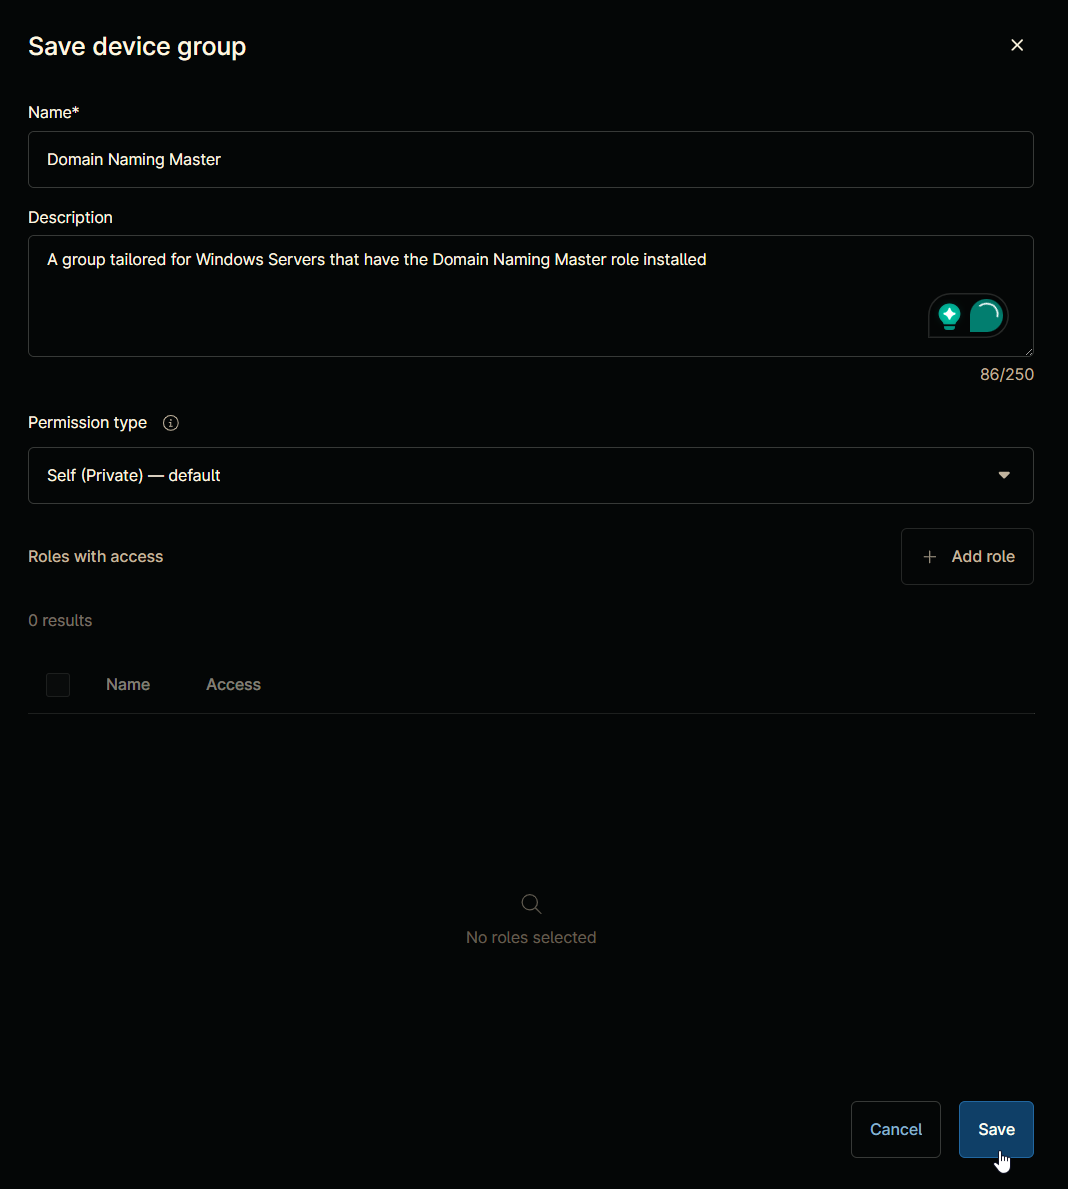 Save device group
Name*
Domain Naming Master
Description
A group tailored for Windows Servers that have the Domain Naming Master role installed
86/250
Permission type
Self (Private) — default
Roles with access
Add role
0 results
Name Access
No roles selected
Cancel Save